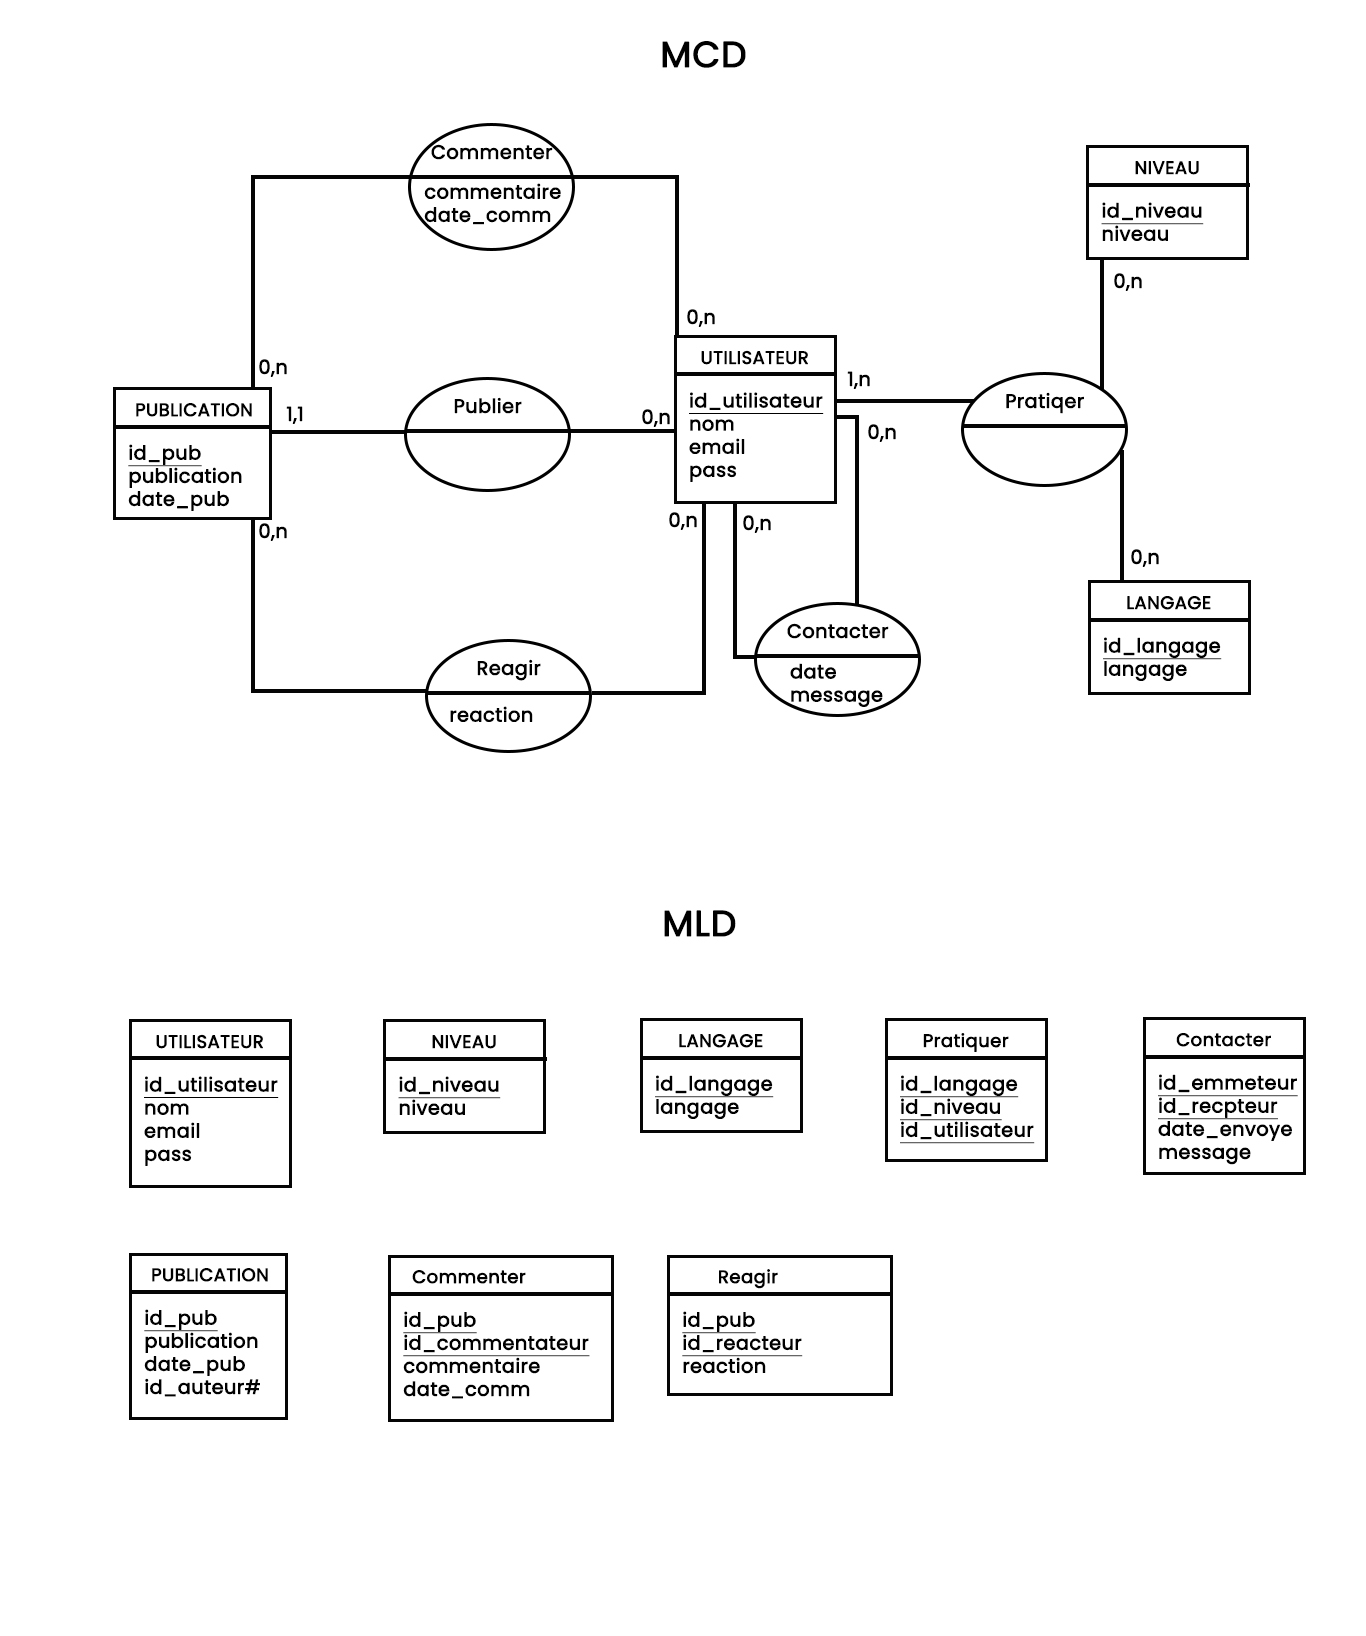 MCD
Commenter
commentaire
date_comm
NIVEAU
id_niveau
niveau
0,n
0,n
UTILISATEUR
id_utilisateur
nom
email
pass
0,n
PUBLICATION
id_pub
publication
date_pub
1,1
Publier
0,n
1,n
0,n
Pratiqer
0,n
0,n
0,n
0,n
LANGAGE
id_langage
langage
Contacter
date
message
Reagir
reaction
MLD
UTILISATEUR
id_utilisateur
nom
email
pass
NIVEAU
id_niveau
niveau
LANGAGE
id_langage
langage
Pratiquer
id_langage
id_niveau
id_utilisateur
Contacter
id_emmeteur
id_recpteur
date_envoye
message
PUBLICATION
id_pub
publication
date_pub
id_auteur#
Commenter
id_pub
id_commentateur
commentaire
date_comm
Reagir
id_pub
id_reacteur
reaction